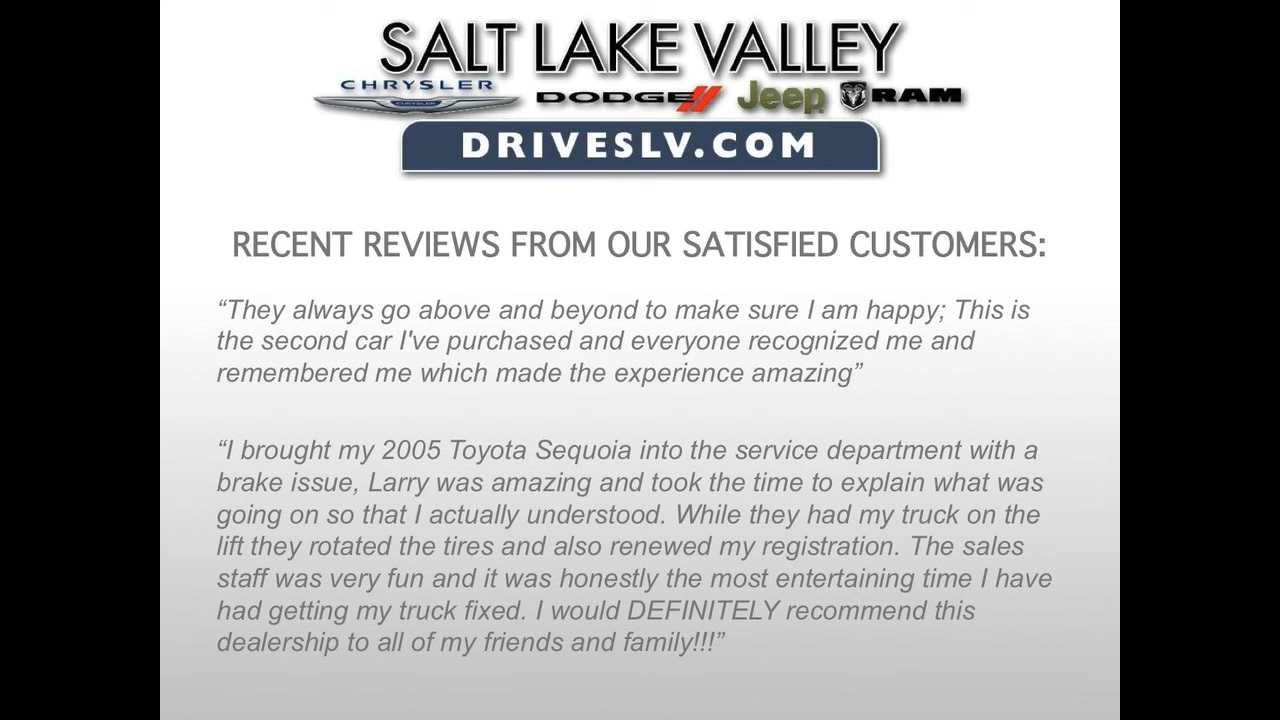 SALT LAKE VALLEY
CHRYSLER DODGE Jeep RAM
CHRYSLER
DRIVESLV.COM
RECENT REVIEWS FROM OUR SATISFIED CUSTOMERS:
“They always go above and beyond to make sure I am happy; This is
the second car I've purchased and everyone recognized me and
remembered me which made the experience amazing”
“I brought my 2005 Toyota Sequoia into the service department with a
brake issue, Larry was amazing and took the time to explain what was
going on so that I actually understood. While they had my truck on the
lift they rotated the tires and also renewed my registration. The sales
staff was very fun and it was honestly the most entertaining time I have
had getting my truck fixed. I would DEFINITELY recommend this
dealership to all of my friends and family!!!”